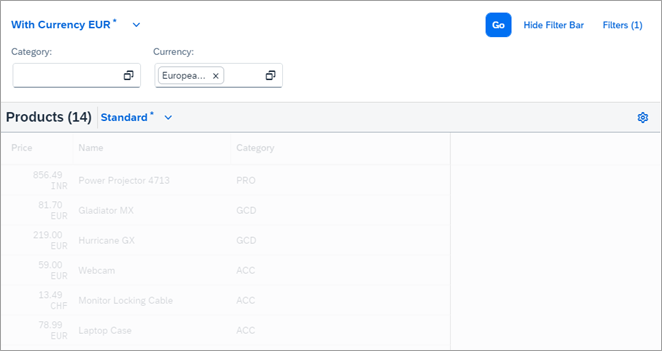 With Currency EUR *
Go
Hide Filter Bar
Filters (1)
Category:
Currency:
Europea...
Products (14)
Standard *
Price
Name
Category
856.49
INR
Power Projector 4713
PRO
61.70
EUR
Gladiator MX
GCD
219.00
EUR
Hurricane GX
GCD
59.00
EUR
Webcam
ACC
13.49
CHF
Monitor Locking Cable
ACC
78.99
EUR
Laptop Case
ACC